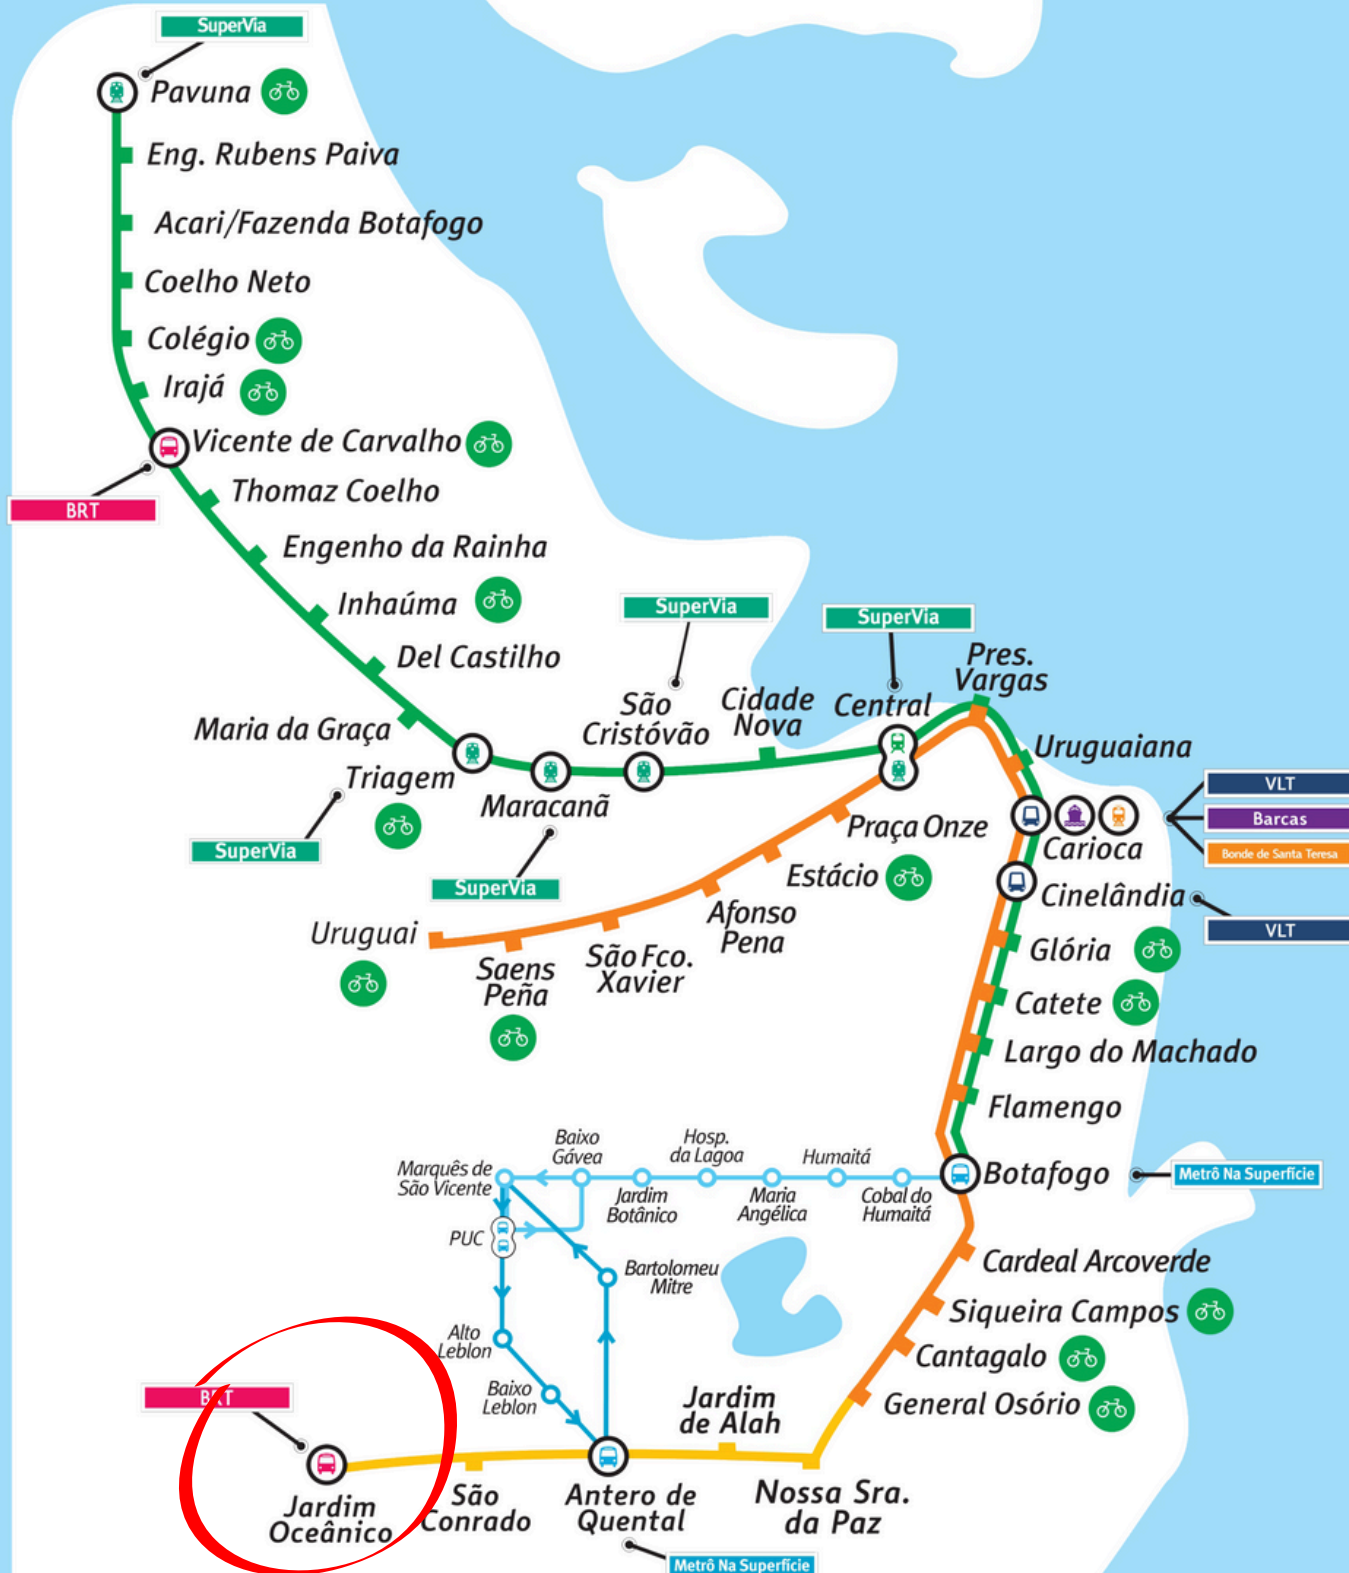 SuperVia
Pavuna
Eng. Rubens Paiva
Acari/Fazenda Botafogo
Coelho Neto
Colégio
Irajá
Vicente de Carvalho
BRT
Thomaz Coelho
Engenho da Rainha
Inhaúma
Del Castilho
Maria da Graça
Triagem
SuperVia
Maracanã
SuperVia
SuperVia
São
Cristóvão
Cidade
Nova
SuperVia
Central
Pres.
Vargas
Uruguaiana
VLT
Barcas
Bonde de Santa Teresa
Carioca
Cinelândia
VLT
Praça Onze
Estácio
Afonso
Pena
São Fco.
Xavier
Saens
Peña
Uruguai
Glória
Catete
Largo do Machado
Flamengo
Botafogo
Metrô Na Superfície
Cobal do
Humaitá
Humaitá
Maria
Angélica
Hosp.
da Lagoa
Jardim
Botânico
Baixo
Gávea
Marquês de
São Vicente
PUC
Bartolomeu
Mitre
Alto
Leblon
Baixo
Leblon
Cardeal Arcoverde
Siqueira Campos
Cantagalo
General Osório
Nossa Sra.
da Paz
Jardim
de Alah
Antero de
Quental
Metrô Na Superfície
São
Conrado
BRT
Jardim
Oceânico